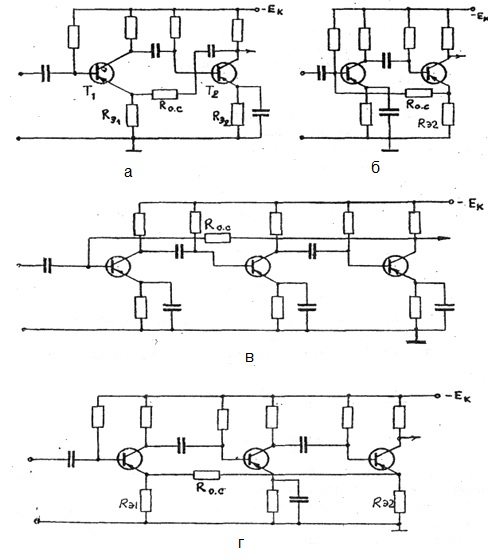 -Eк
T₁
T₂
Rо.с
Rэ₁
Rэ₂
а
-Eк
Rо.с
Rэ2
б
-Eк
Rо.с
в
-Eк
Rо.с
Rэ1
Rэ2
г